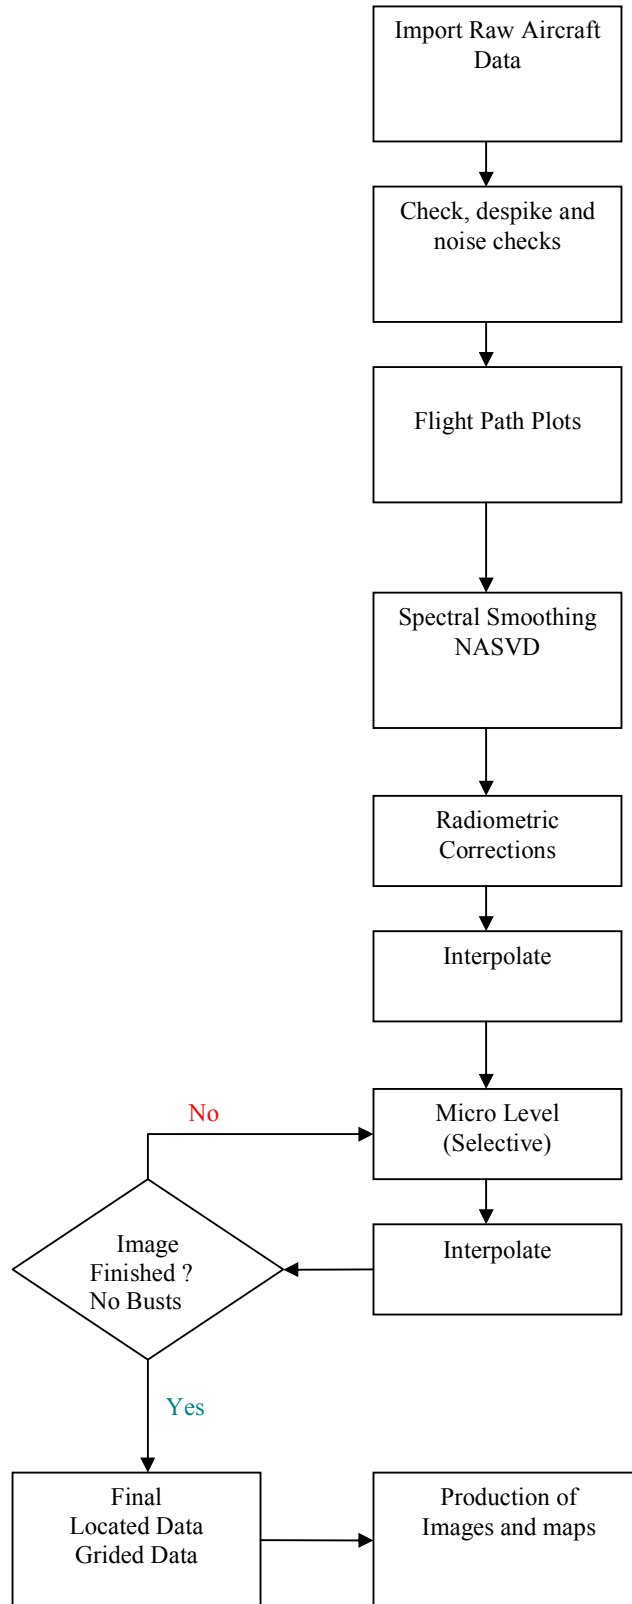 Import Raw Aircraft
Data
Check, despike and
noise checks
Flight Path Plots
Spectral Smoothing
NASVD
Radiometric
Corrections
Interpolate
No
Micro Level
(Selective)
Interpolate
Image
Finished ?
No Busts
Yes
Final
Located Data
Grided Data
Production of
Images and maps